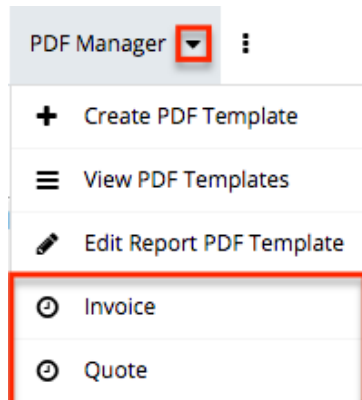 PDF Manager
Create PDF Template
View PDF Templates
Edit Report PDF Template
Invoice
Quote